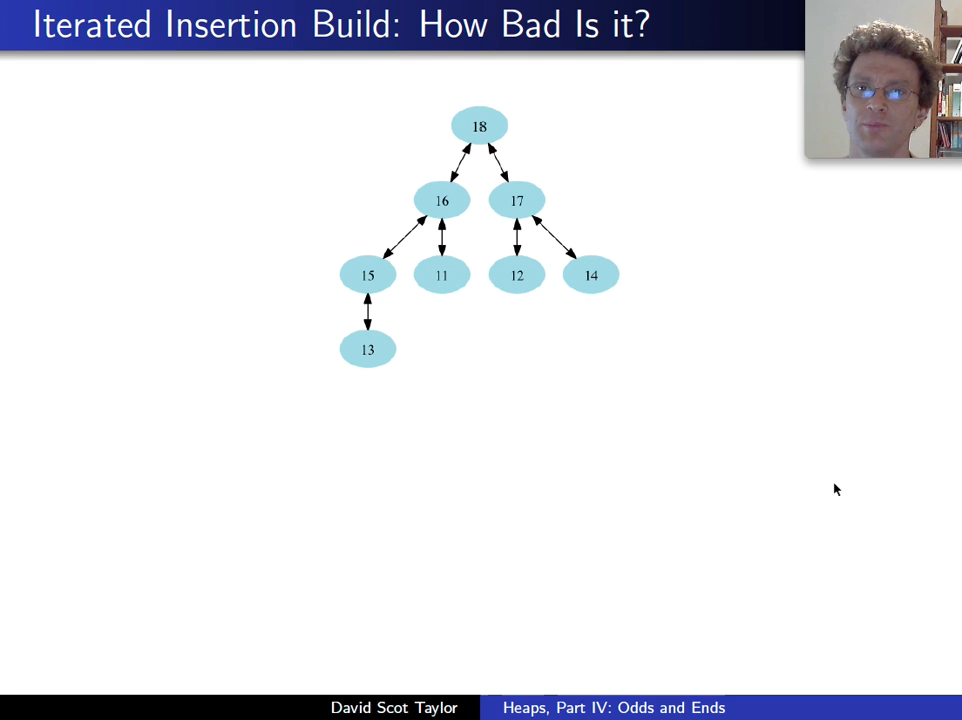 Iterated Insertion Build: How Bad Is it?
18
16 17
15 11 12 14
13
David Scot Taylor Heaps, Part IV: Odds and Ends